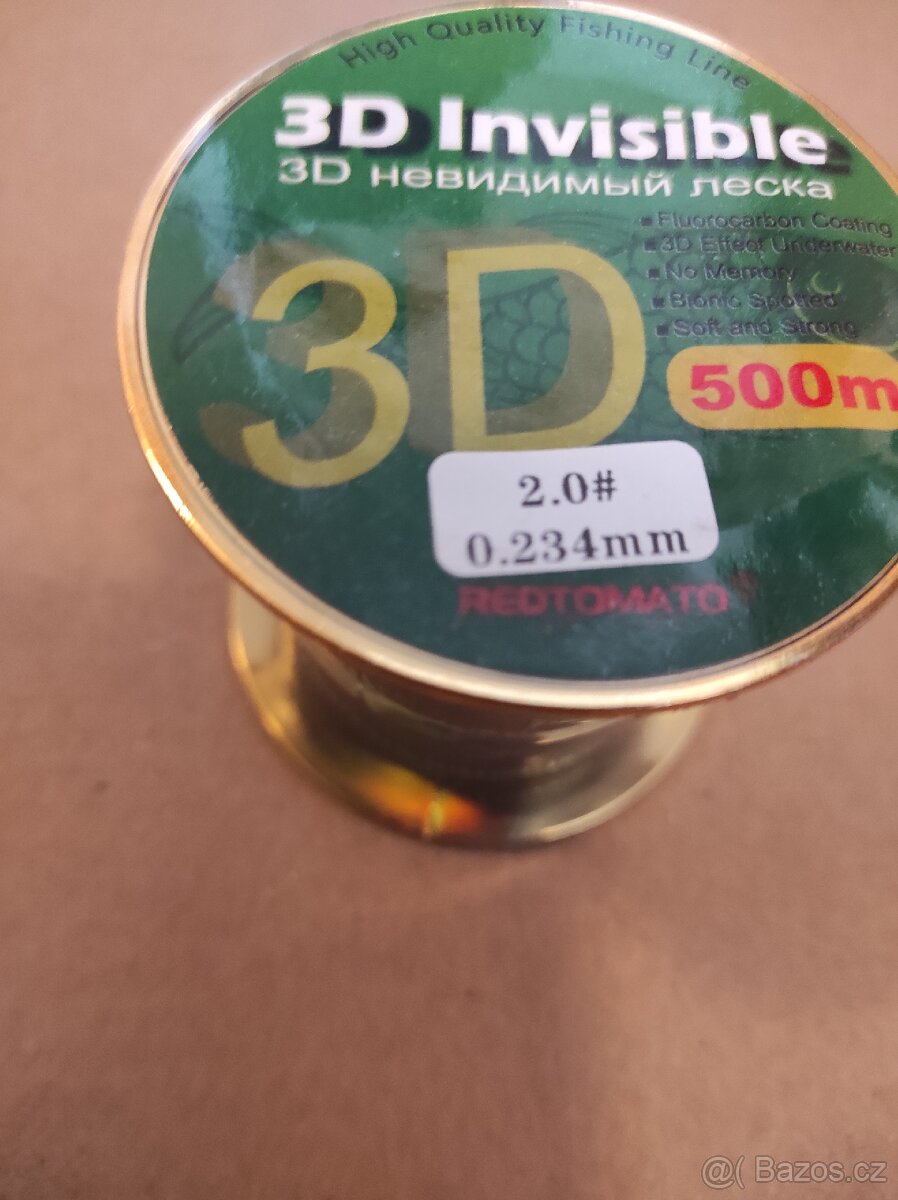 High Quality Fishing Line
3D Invisible
3D невидимый леска
Fluorocarbon Coating
3D Effect Underwater
No Memory
Bionic Spotted
Soft and Strong
3D
500m
2.0#
0.234mm
REDTOMATO®
@( Bazos.cz